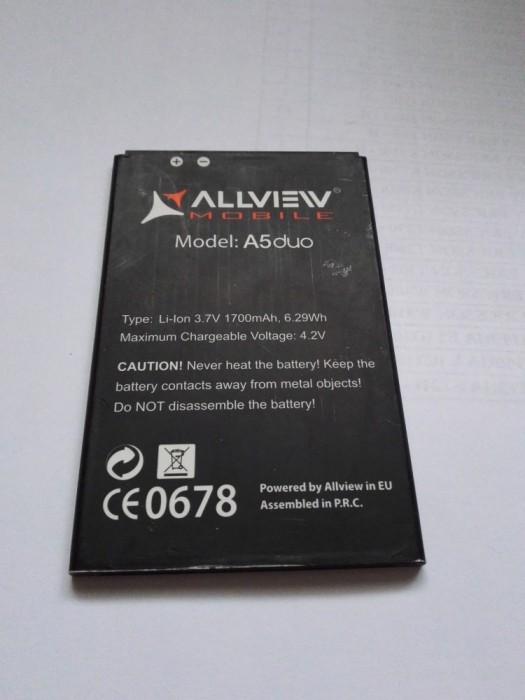 + -
ALLVIEW®
MOBILE
Model: A5duo
Type: Li-Ion 3.7V 1700mAh, 6.29Wh
Maximum Chargeable Voltage: 4.2V
CAUTION! Never heat the battery! Keep the
battery contacts away from metal objects!
Do NOT disassemble the battery!
CE0678
Powered by Allview in EU
Assembled in P.R.C.